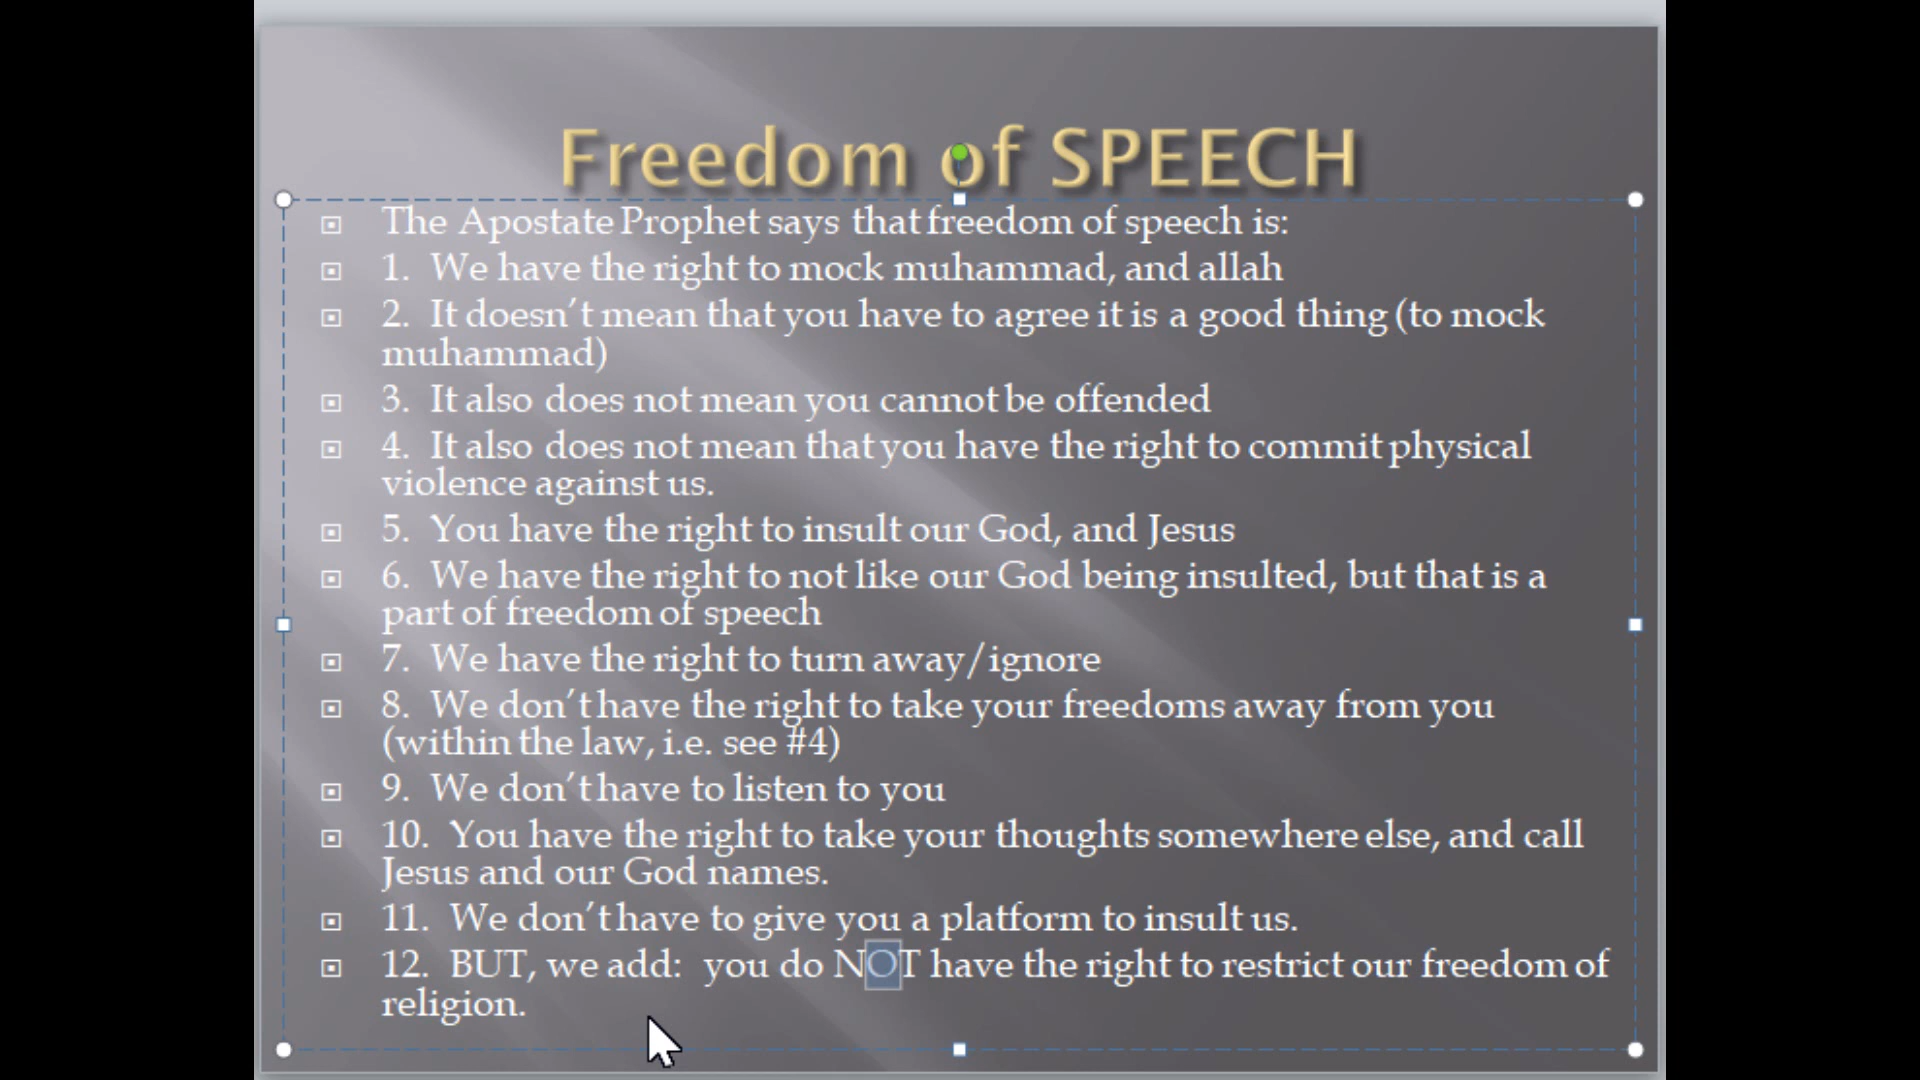 Freedom of SPEECH
The Apostate Prophet says that freedom of speech is:
1. We have the right to mock muhammad, and allah
2. It doesn't mean that you have to agree it is a good thing (to mock
muhammad)
3. It also does not mean you cannot be offended
4. It also does not mean that you have the right to commit physical
violence against us.
5. You have the right to insult our God, and Jesus
6. We have the right to not like our God being insulted, but that is a
part of freedom of speech
7. We have the right to turn away/ignore
8. We don't have the right to take your freedoms away from you
(within the law, i.e. see #4)
9. We don't have to listen to you
10. You have the right to take your thoughts somewhere else, and call
Jesus and our God names.
11. We don't have to give you a platform to insult us.
12. BUT, we add: you do NOT have the right to restrict our freedom of
religion.